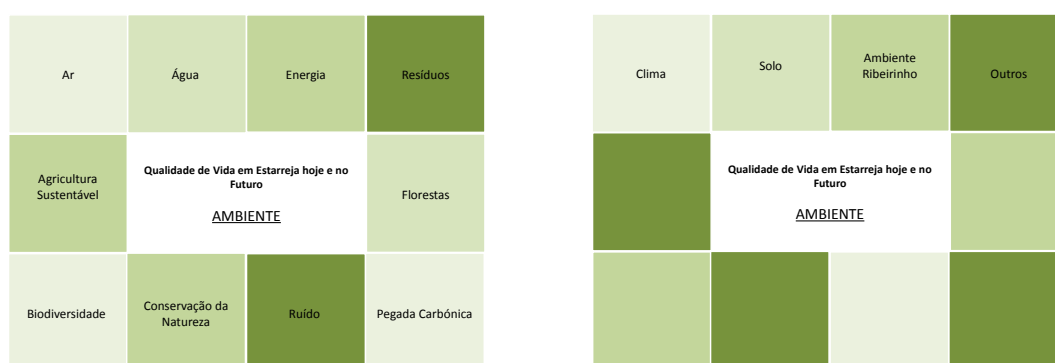 Ar
Água
Energia
Resíduos
Agricultura
Sustentável
Qualidade de Vida em Estarreja hoje e no
Futuro
AMBIENTE
Florestas
Biodiversidade
Conservação da
Natureza
Ruído
Pegada Carbónica
Clima
Solo
Ambiente
Ribeirinho
Outros
Qualidade de Vida em Estarreja hoje e no
Futuro
AMBIENTE